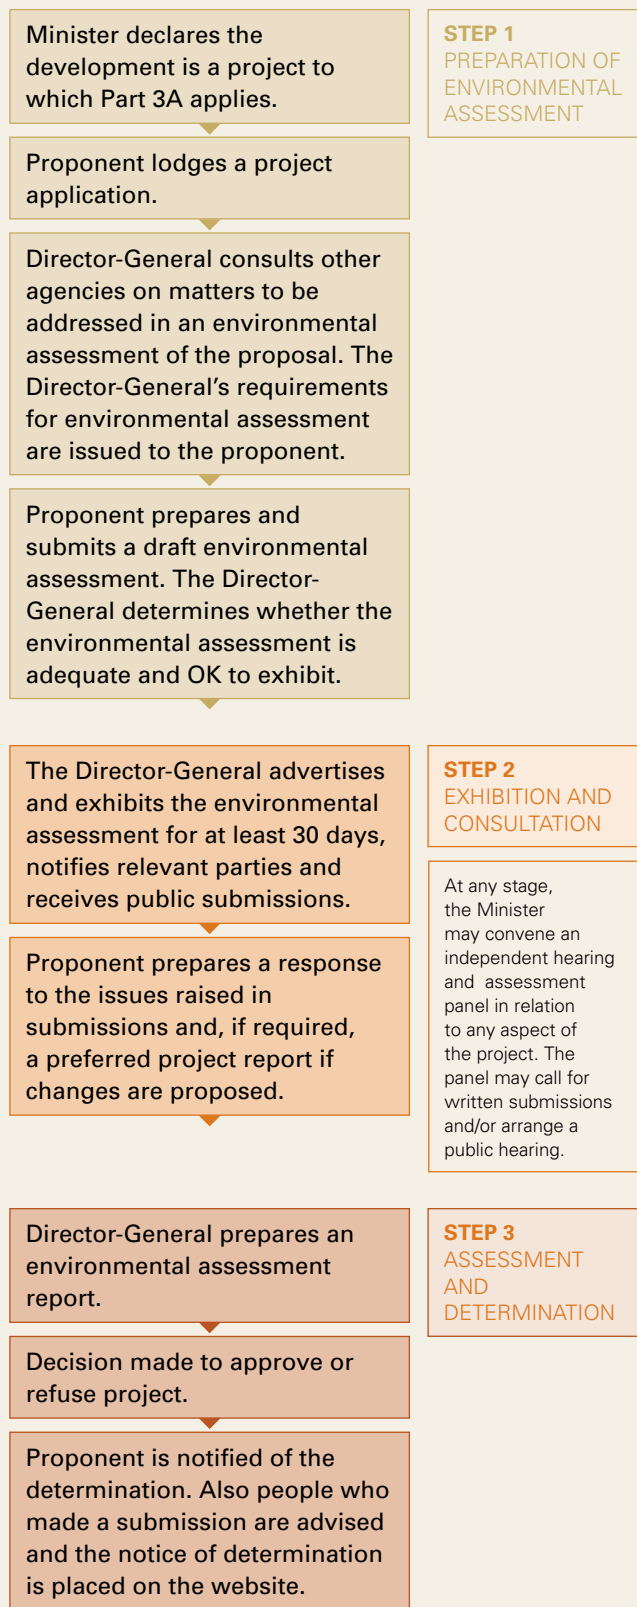 Minister declares the
development is a project to
which Part 3A applies.
STEP 1
PREPARATION OF
ENVIRONMENTAL
ASSESSMENT
Proponent lodges a project
application.
Director-General consults other
agencies on matters to be
addressed in an environmental
assessment of the proposal. The
Director-General’s requirements
for environmental assessment
are issued to the proponent.
Proponent prepares and
submits a draft environmental
assessment. The Director-
General determines whether the
environmental assessment is
adequate and OK to exhibit.
The Director-General advertises
and exhibits the environmental
assessment for at least 30 days,
notifies relevant parties and
receives public submissions.
STEP 2
EXHIBITION AND
CONSULTATION
Proponent prepares a response
to the issues raised in
submissions and, if required,
a preferred project report if
changes are proposed.
At any stage,
the Minister
may convene an
independent hearing
and assessment
panel in relation
to any aspect of
the project. The
panel may call for
written submissions
and/or arrange a
public hearing.
Director-General prepares an
environmental assessment
report.
STEP 3
ASSESSMENT
AND
DETERMINATION
Decision made to approve or
refuse project.
Proponent is notified of the
determination. Also people who
made a submission are advised
and the notice of determination
is placed on the website.